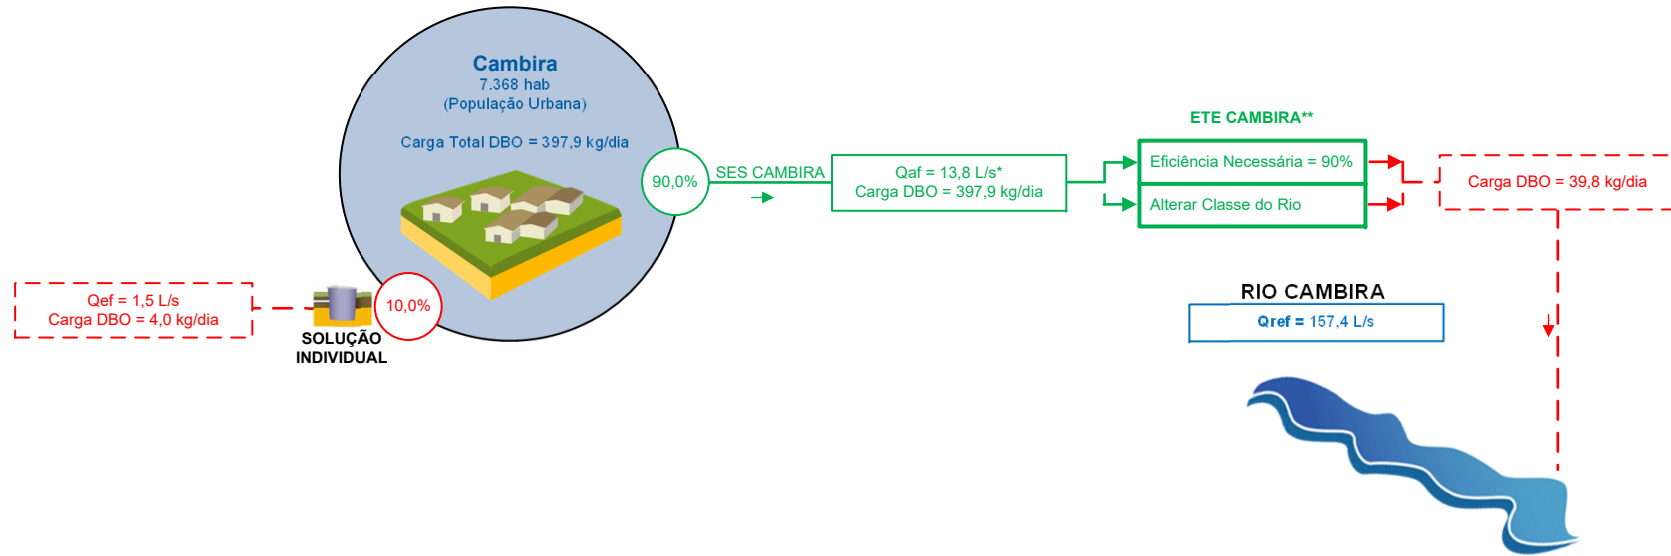 Cambira
7.368 hab
(População Urbana)
Carga Total DBO = 397,9 kg/dia
90,0%
SES CAMBIRA
Qaf = 13,8 L/s*
Carga DBO = 397,9 kg/dia
ETE CAMBIRA**
Eficiência Necessária = 90%
Alterar Classe do Rio
Carga DBO = 39,8 kg/dia
10,0%
Qef = 1,5 L/s
Carga DBO = 4,0 kg/dia
SOLUÇÃO
INDIVIDUAL
RIO CAMBIRA
Qref = 157,4 L/s